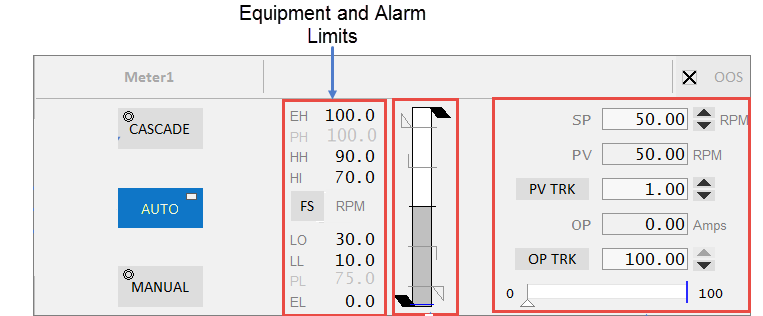 Equipment and Alarm
Limits
Meter1
OOS
CASCADE
AUTO
MANUAL
EH 100.0
PH 100.0
HH 90.0
HI 70.0
FS RPM
LO 30.0
LL 10.0
PL 75.0
EL 0.0
SP 50.00 RPM
PV 50.00 RPM
PV TRK 1.00
OP 0.00 Amps
OP TRK 100.00
0 100